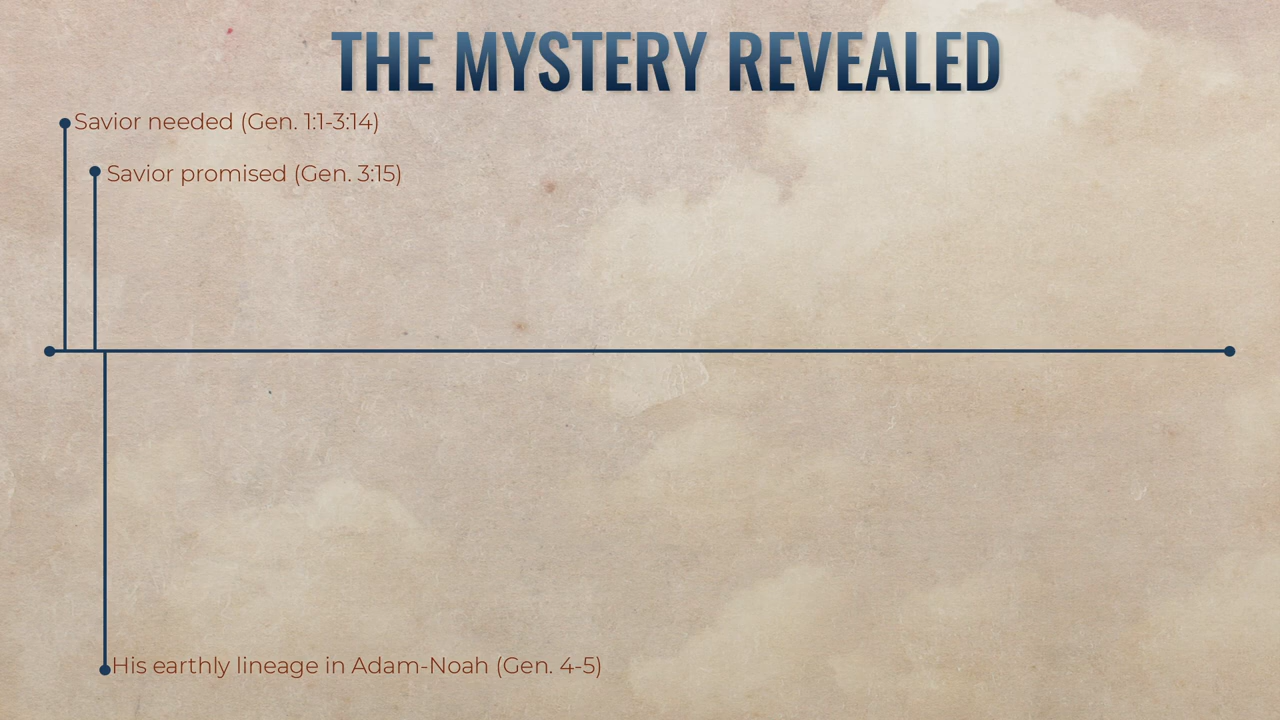 THE MYSTERY REVEALED
Savior needed (Gen. 1:1-3:14)
Savior promised (Gen. 3:15)
His earthly lineage in Adam-Noah (Gen. 4-5)